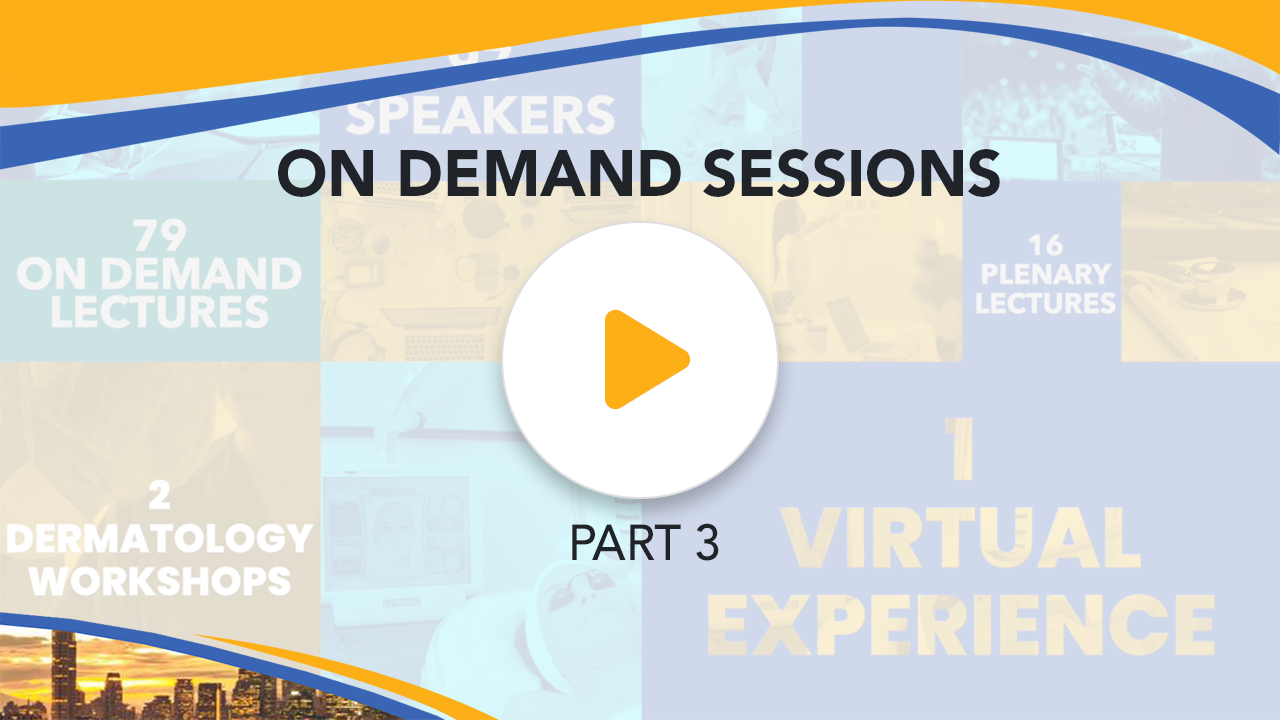 SPEAKERS
ON DEMAND SESSIONS
79
ON DEMAND
LECTURES
16
PLENARY
LECTURES
2
DERMATOLOGY
WORKSHOPS
PART 3
1
VIRTUAL
EXPERIENCE